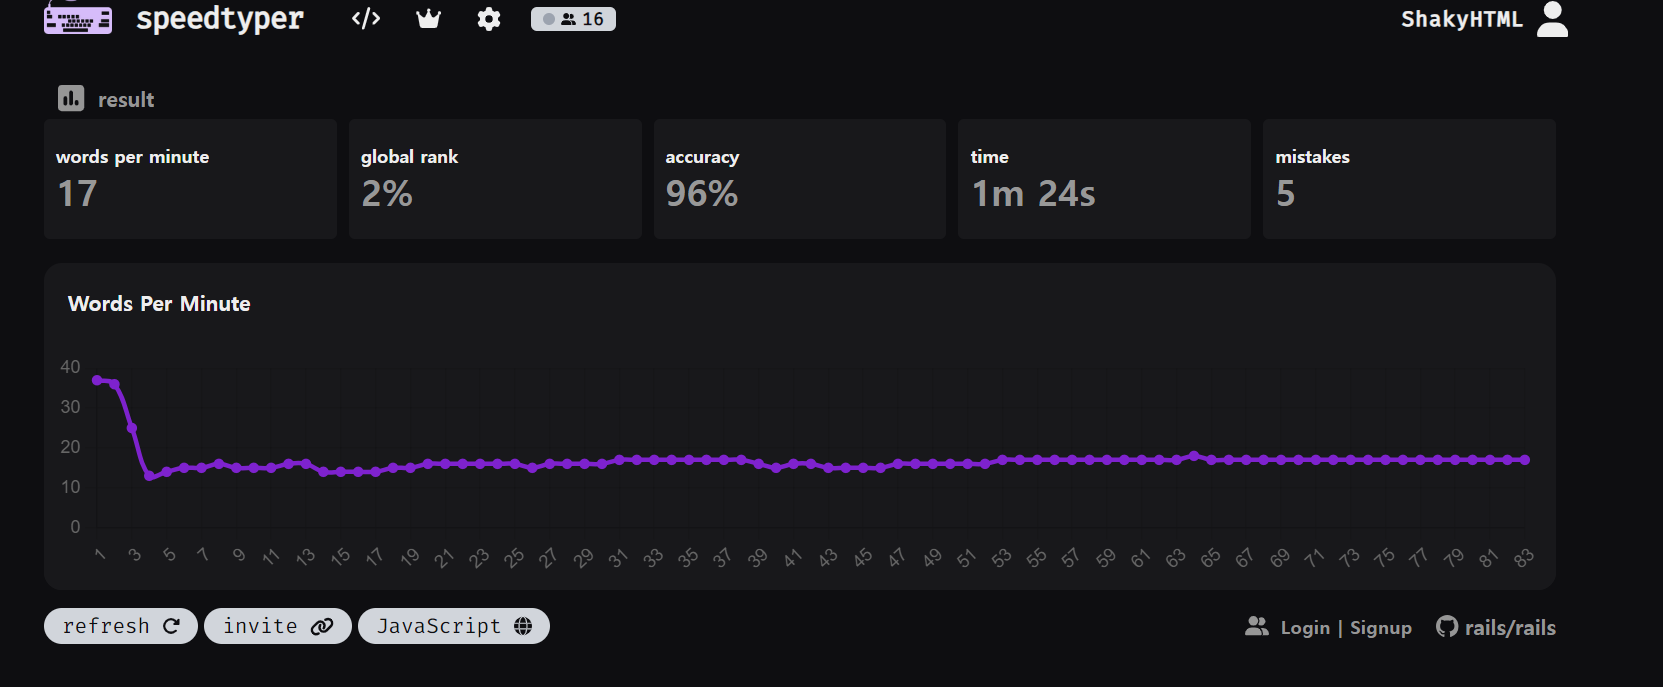 speedtyper </> 16 ShakyHTML
result
words per minute global rank accuracy time mistakes
17 2% 96% 1m 24s 5
Words Per Minute
40
30
20
10
0
1 3 5 7 9 11 13 15 17 19 21 23 25 27 29 31 33 35 37 39 41 43 45 47 49 51 53 55 57 59 61 63 65 67 69 71 73 75 77 79 81 83
refresh invite JavaScript Login | Signup rails/rails